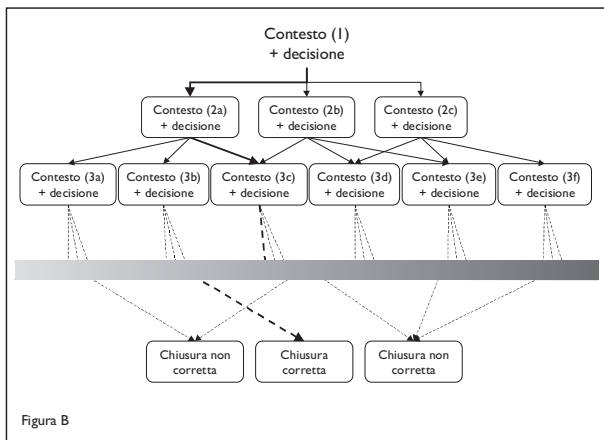 Contesto (1)
+ decisione
Contesto (2a)
+ decisione
Contesto (2b)
+ decisione
Contesto (2c)
+ decisione
Contesto (3a)
+ decisione
Contesto (3b)
+ decisione
Contesto (3c)
+ decisione
Contesto (3d)
+ decisione
Contesto (3e)
+ decisione
Contesto (3f)
+ decisione
Chiusura non
corretta
Chiusura
corretta
Chiusura non
corretta
Figura B